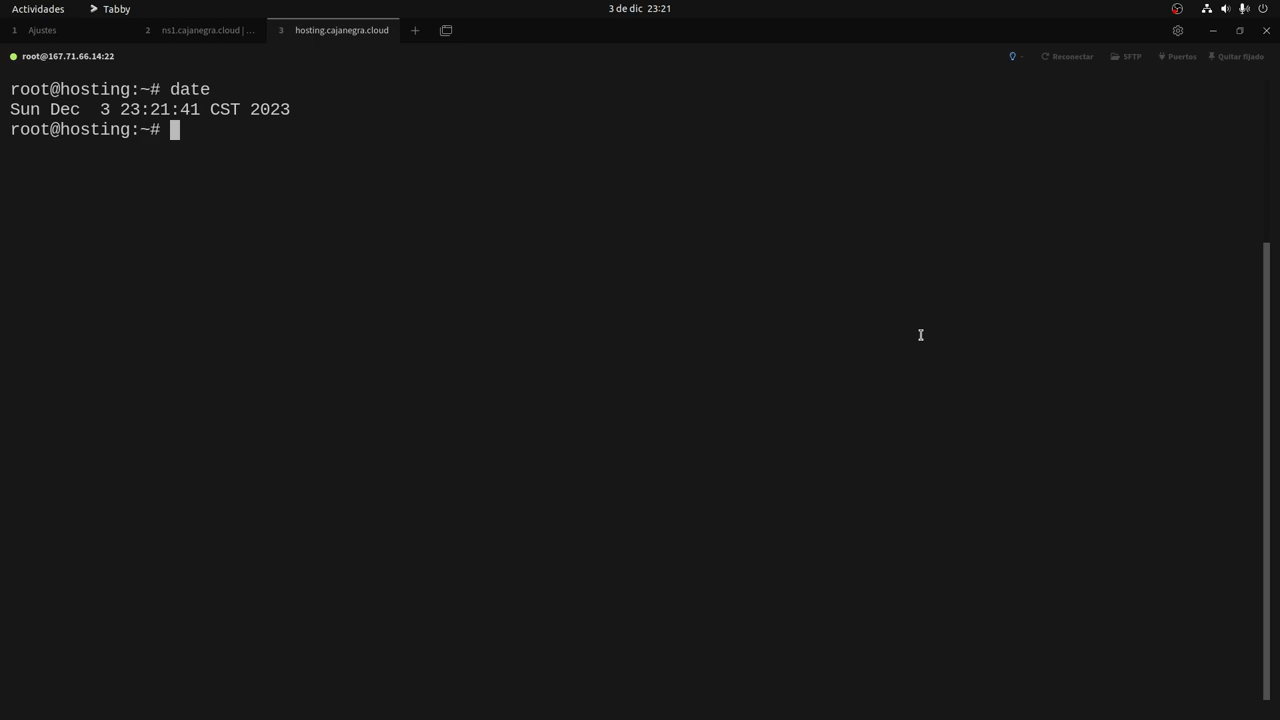 Actividades Tabby 3 de dic 23:21
1 Ajustes 2 ns1.cajanegra.cloud | ... 3 hosting.cajanegra.cloud +
root@167.71.66.14:22 Reconectar SFTP Puertos Quitar fijado
root@hosting:~# date
Sun Dec  3 23:21:41 CST 2023
root@hosting:~#